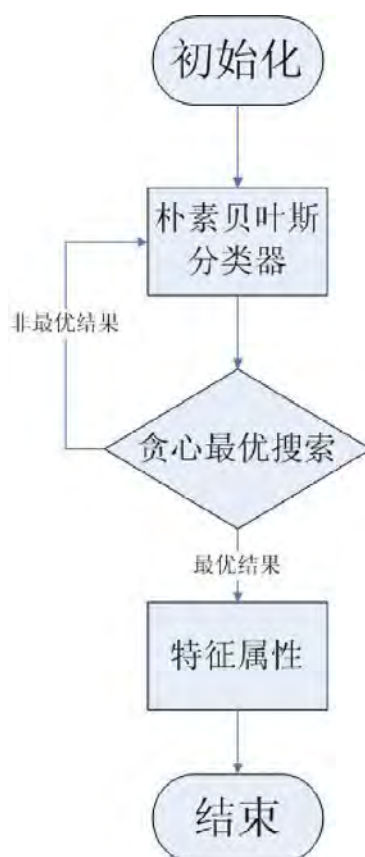 初始化
朴素贝叶斯
分类器
非最优结果
贪心最优搜索
最优结果
特征属性
结束